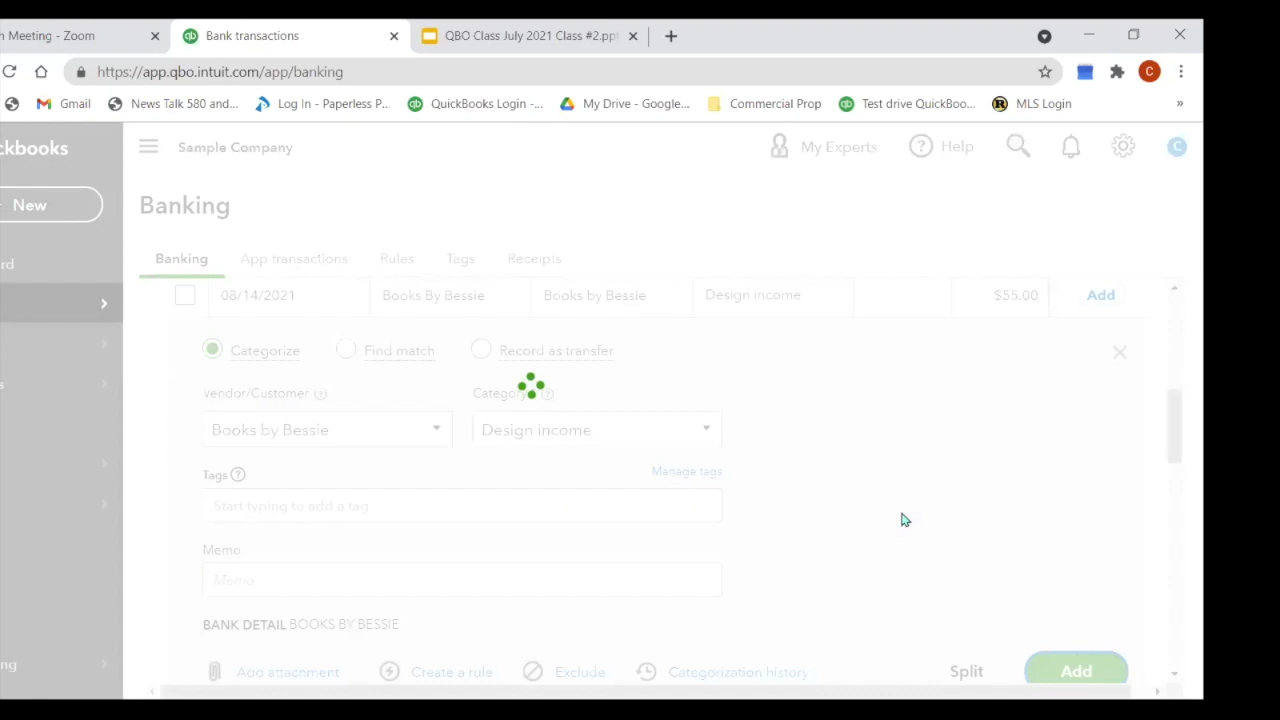 n Meeting - Zoom
Bank transactions
QBO Class July 2021 Class #2.ppt
https://app.qbo.intuit.com/app/banking
Gmail
News Talk 580 and...
Log In - Paperless P...
QuickBooks Login -...
My Drive - Google...
Commercial Prop
Test drive QuickBoo...
MLS Login
ckbooks
Sample Company
My Experts
Help
C
New
Banking
rd
Banking
App transactions
Rules
Tags
Receipts
08/14/2021
Books By Bessie
Books by Bessie
Design income
$55.00
Add
Categorize
Find match
Record as transfer
Vendor/Customer
Category
s
Books by Bessie
Design income
Tags
Manage tags
Start typing to add a tag
Memo
Memo
BANK DETAIL BOOKS BY BESSIE
ng
Add attachment
Create a rule
Exclude
Categorization history
Split
Add